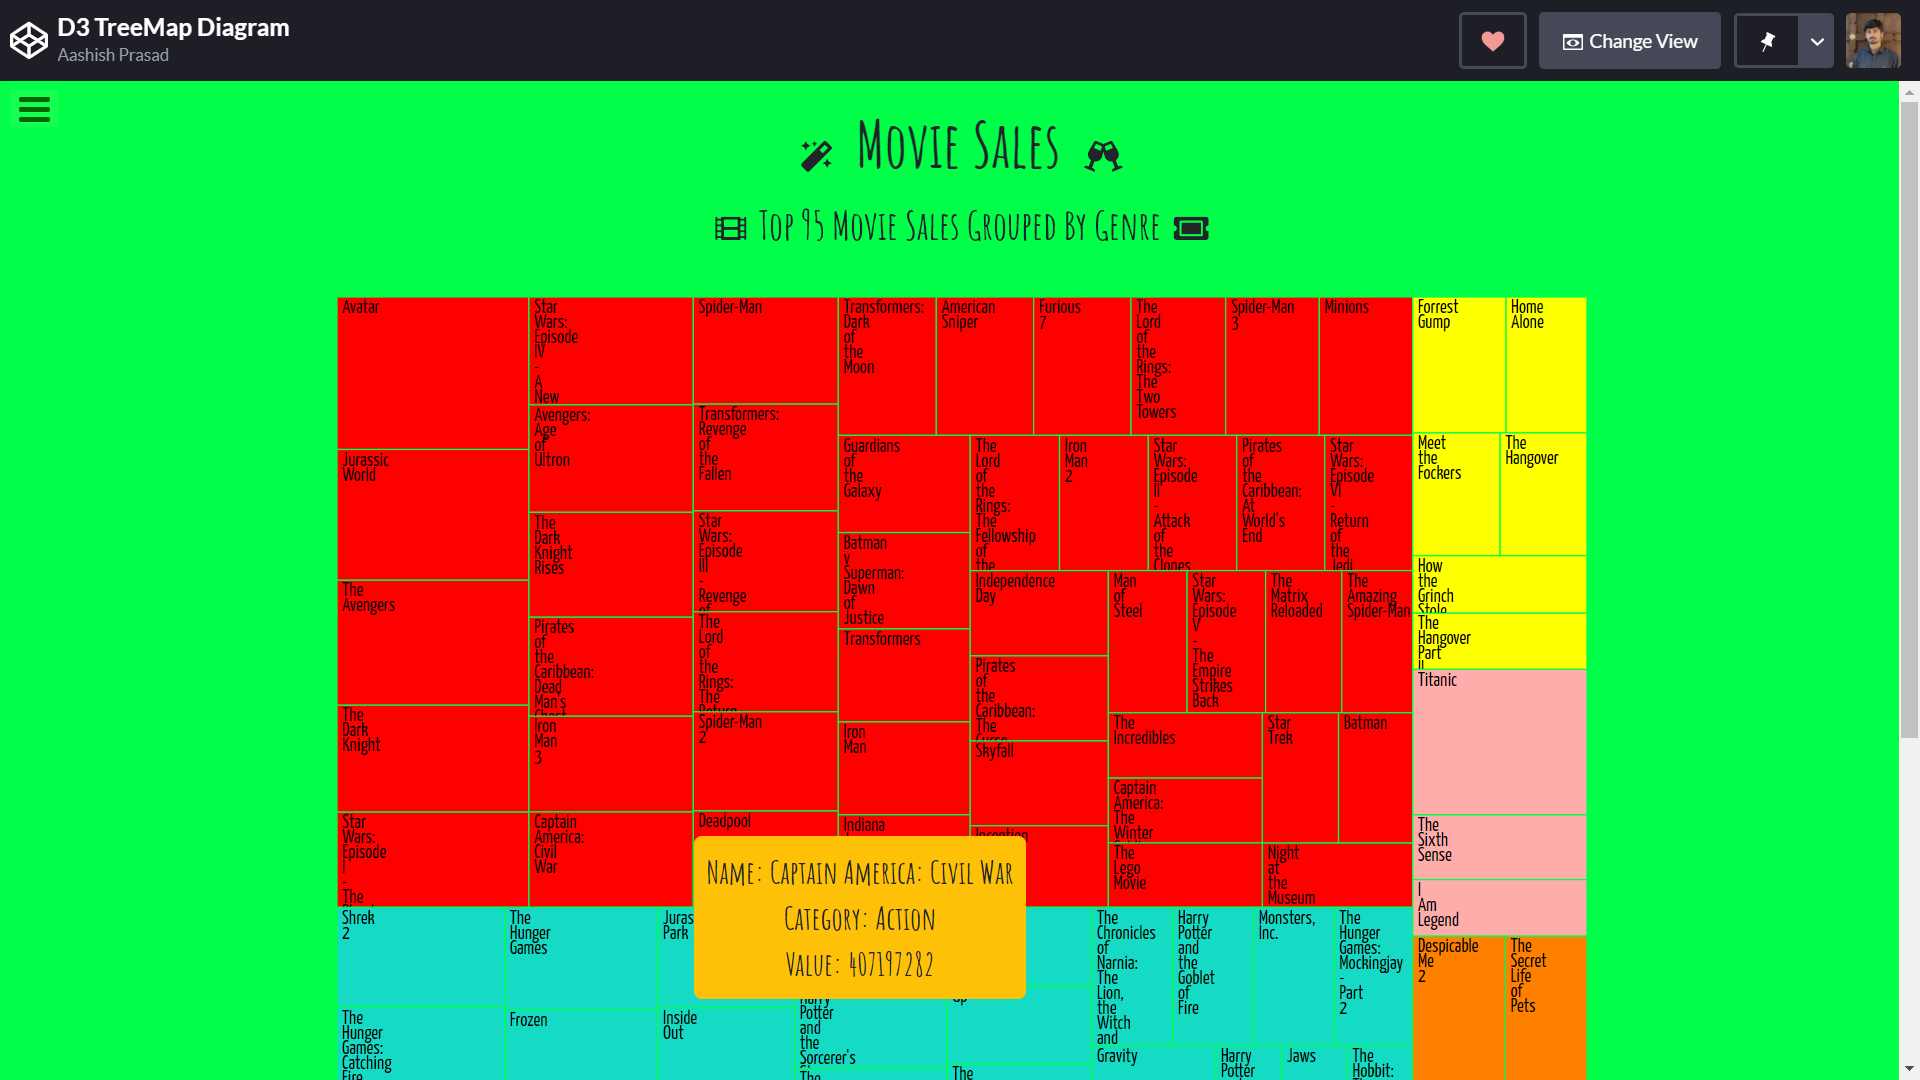 D3 TreeMap Diagram
Aashish Prasad
Change View
Movie Sales
Top 95 Movie Sales Grouped By Genre
Avatar
Jurassic
World
The
Avengers
The
Dark
Knight
Star
Wars:
Episode
I
-
The
Star
Wars:
Episode
IV
-
A
New
Avengers:
Age
of
Ultron
The
Dark
Knight
Rises
Pirates
of
the
Caribbean:
Dead
Man's
Chest
Iron
Man
3
Captain
America:
Civil
War
Spider-Man
Transformers:
Revenge
of
the
Fallen
Star
Wars:
Episode
III
-
Revenge
of
The
Lord
of
the
Rings:
The
Return
Spider-Man
2
Deadpool
Transformers:
Dark
of
the
Moon
American
Sniper
Furious
7
The
Lord
of
the
Rings:
The
Two
Towers
Spider-Man
3
Minions
Guardians
of
the
Galaxy
Batman
v
Superman:
Dawn
of
Justice
Transformers
Iron
Man
Indiana
The
Lord
of
the
Rings:
The
Fellowship
of
the
Iron
Man
2
Star
Wars:
Episode
II
-
Attack
of
the
Clones
Pirates
of
the
Caribbean:
At
World's
End
Star
Wars:
Episode
VI
-
Return
of
the
Jedi
Independence
Day
Pirates
of
the
Caribbean:
The
Curse
Skyfall
Inception
Man
of
Steel
Star
Wars:
Episode
V
-
The
Empire
Strikes
Back
The
Matrix
Reloaded
The
Amazing
Spider-Man
The
Incredibles
Captain
America:
The
Winter
The
Lego
Movie
Star
Trek
Batman
Night
at
the
Museum
Forrest
Gump
Home
Alone
Meet
the
Fockers
The
Hangover
How
the
Grinch
Stole
The
Hangover
Part
II
Titanic
The
Sixth
Sense
I
Am
Legend
Despicable
Me
2
The
Secret
Life
of
Pets
Name: Captain America: Civil War
Category: Action
Value: 407197282
Shrek
2
The
Hunger
Games
Juras
Park
The
Hunger
Games:
Catching
Fire
Frozen
Inside
Out
Harry
Potter
and
the
Sorcerer's
The
Up
The
The
Chronicles
of
Narnia:
The
Lion,
the
Witch
and
Harry
Potter
and
the
Goblet
of
Fire
Monsters,
Inc.
The
Hunger
Games:
Mockingjay
-
Part
2
Gravity
Harry
Potter
Jaws
The
Hobbit: